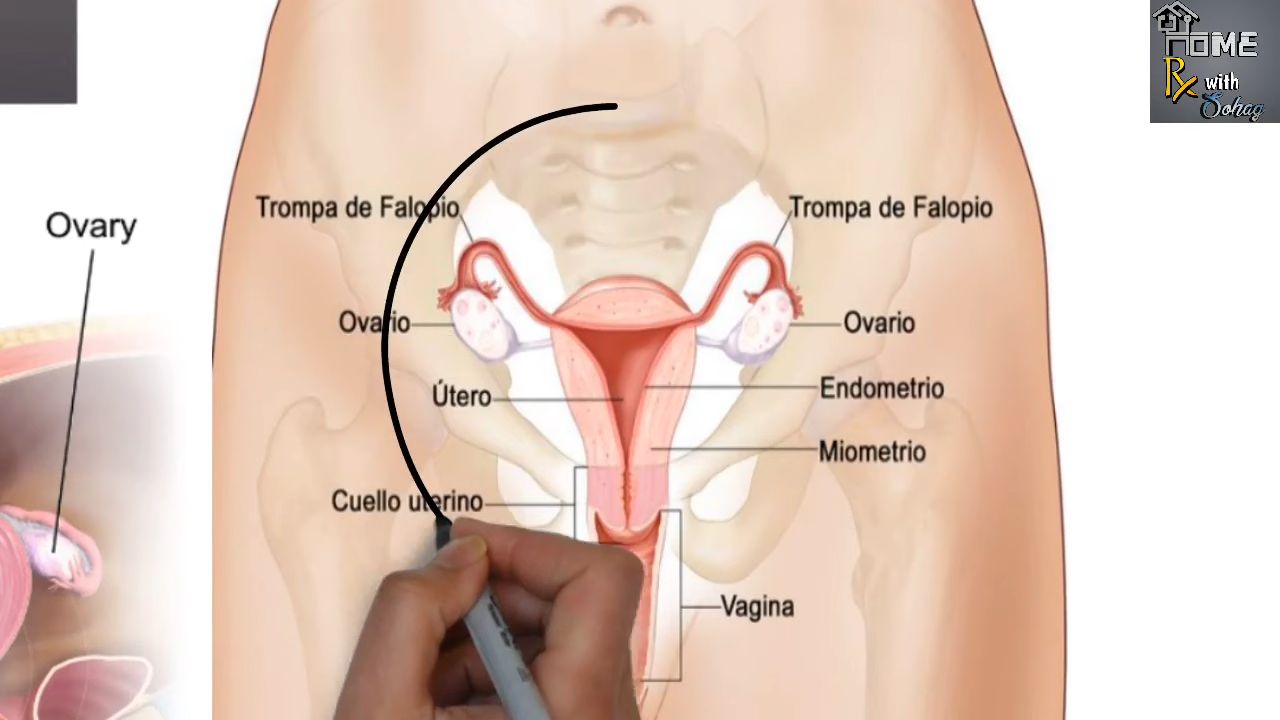 HOME
Rx with
Sohag
Ovary
Trompa de Falopio
Trompa de Falopio
Ovario
Ovario
Útero
Endometrio
Miometrio
Cuello uterino
Vagina